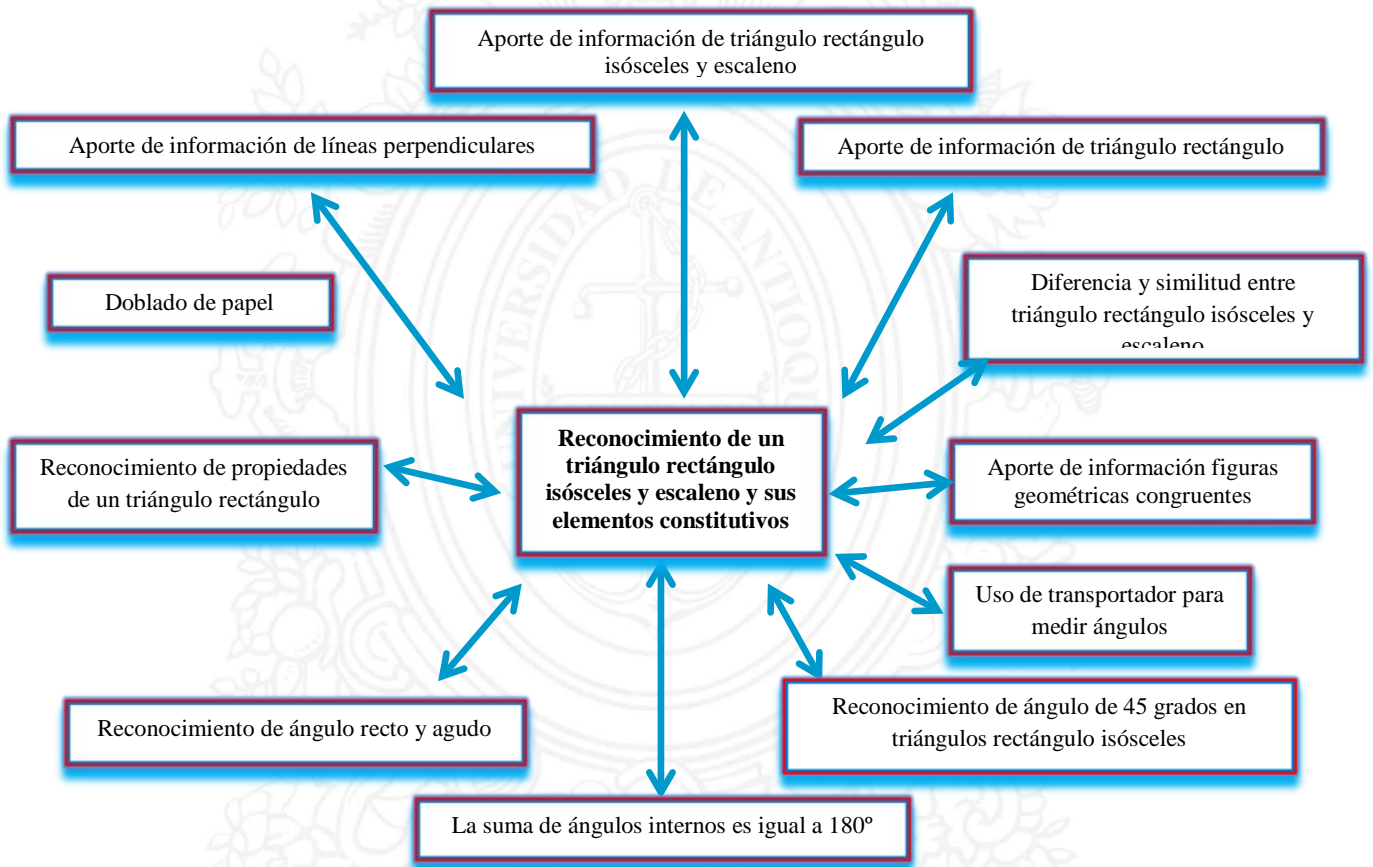 Aporte de información de triángulo rectángulo
isósceles y escaleno
Aporte de información de líneas perpendiculares
Aporte de información de triángulo rectángulo
Doblado de papel
Diferencia y similitud entre
triángulo rectángulo isósceles y
escaleno
Reconocimiento de propiedades
de un triángulo rectángulo
Reconocimiento de un
triángulo rectángulo
isósceles y escaleno y sus
elementos constitutivos
Aporte de información figuras
geométricas congruentes
Uso de transportador para
medir ángulos
Reconocimiento de ángulo recto y agudo
Reconocimiento de ángulo de 45 grados en
triángulos rectángulo isósceles
La suma de ángulos internos es igual a 180º
UNIVERSIDAD DE ANTIOQU